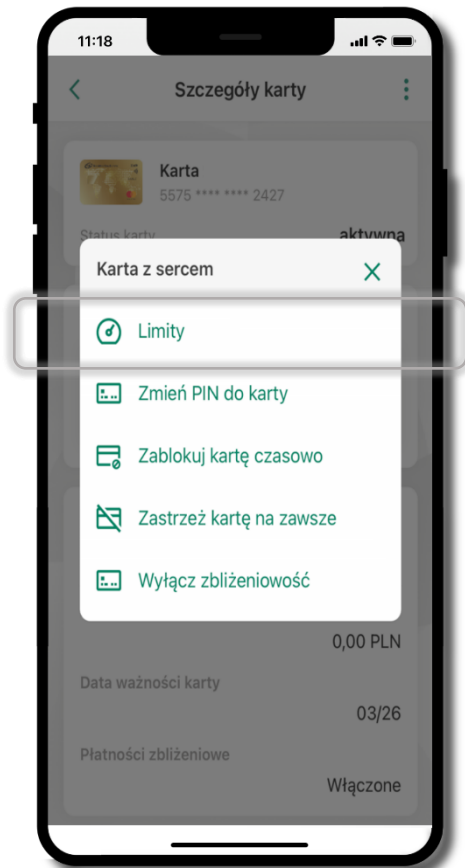 11:18
Szczegóły karty
Karta
5575 **** **** 2427
Status karty
aktywna
Karta z sercem
Limity
Zmień PIN do karty
Zablokuj kartę czasowo
Zastrzeż kartę na zawsze
Wyłącz zbliżeniowość
0,00 PLN
Data ważności karty
03/26
Płatności zbliżeniowe
Włączone